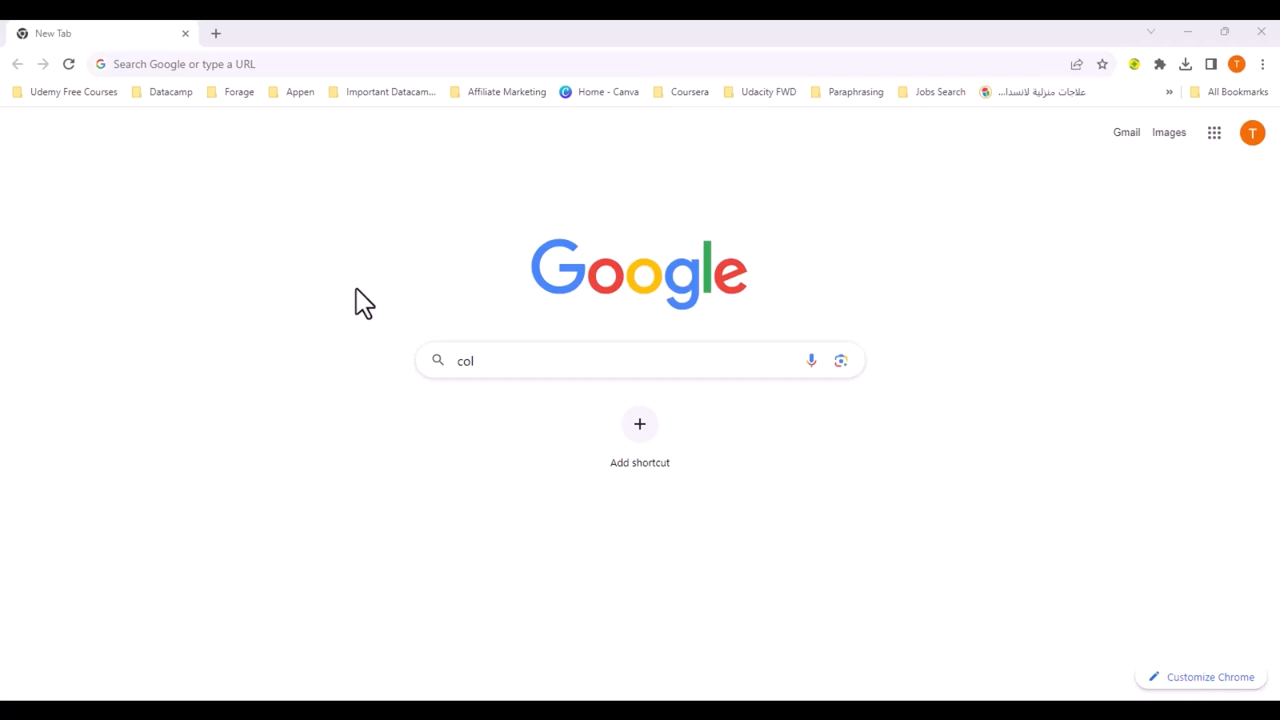 New Tab
Search Google or type a URL
T
Udemy Free Courses
Datacamp
Forage
Appen
Important Datacam...
Affiliate Marketing
C
Home - Canva
Coursera
Udacity FWD
Paraphrasing
Jobs Search
علاجات منزلية لانسدا...
»
All Bookmarks
Gmail
Images
T
Google
col
Add shortcut
Customize Chrome